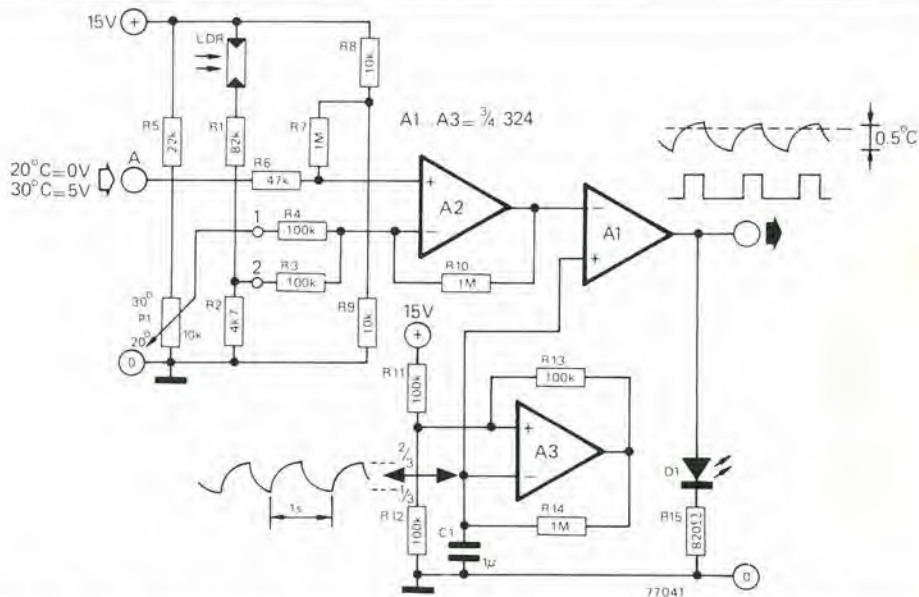 15V +
LDR
R8
10k
R5
22k
R1
82k
R7
1M
A1...A3 = ¾ 324
0.5°C
20°C=0V
30°C=5V
A
R6
47k
+
A2
−
−
A1
+
1
R4
100k
2
R3
100k
R10
1M
30°
P1
10k
20°
R2
4k7
R9
10k
0
15V
+
R11
100k
R13
100k
+
A3
−
2/3
1/3
1s
R12
100k
R14
1M
C1
1μ
D1
R15
820Ω
0
77041